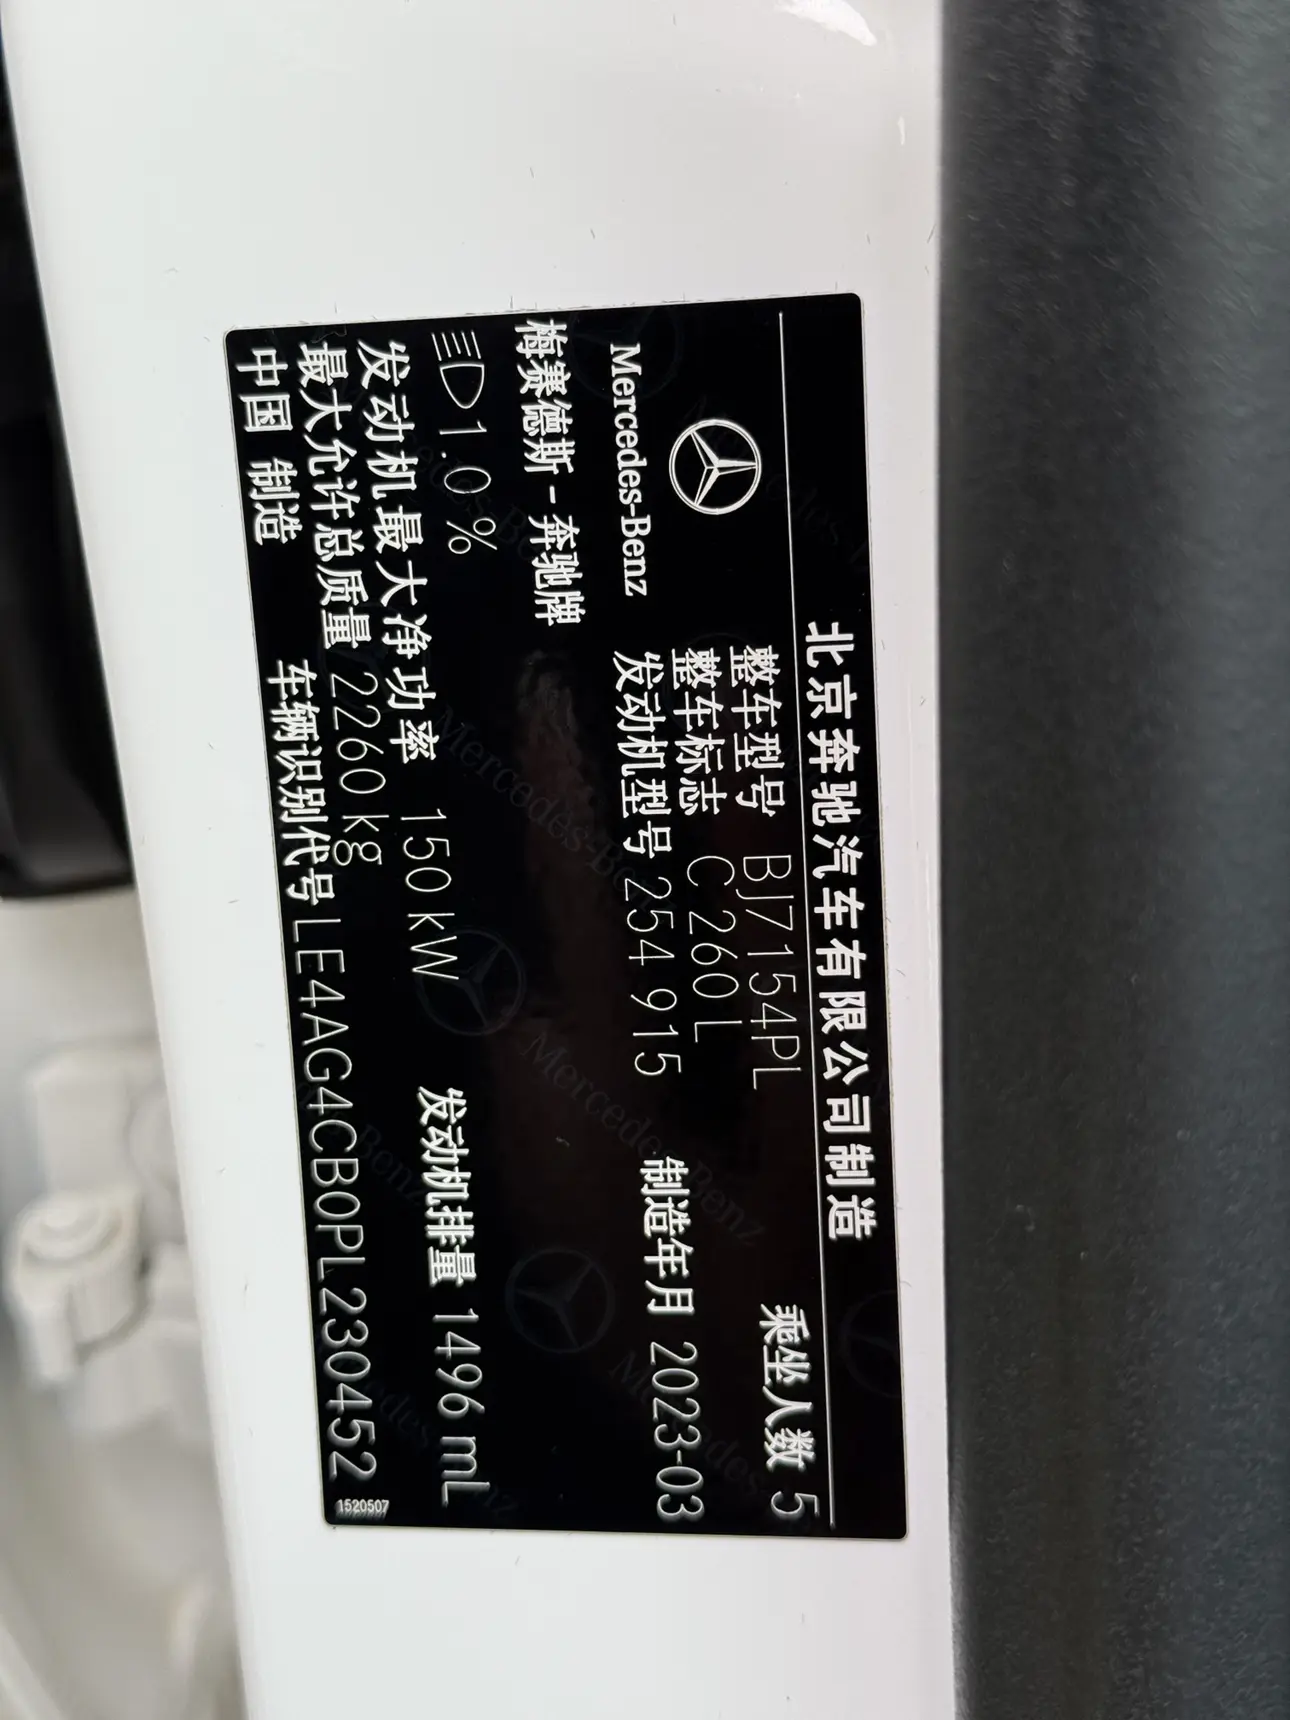 北京奔驰汽车有限公司制造
Mercedes-Benz
整车型号 BJ7154PL 乘坐人数 5
整车标志 C 260 L
发动机型号 254 915 制造年月 2023-03
梅赛德斯-奔驰牌
1.0 %
发动机最大净功率 150 kW 发动机排量 1496 mL
最大允许总质量 2260 kg
中国 制造 车辆识别代号 LE4AG4CB0PL230452
1520507